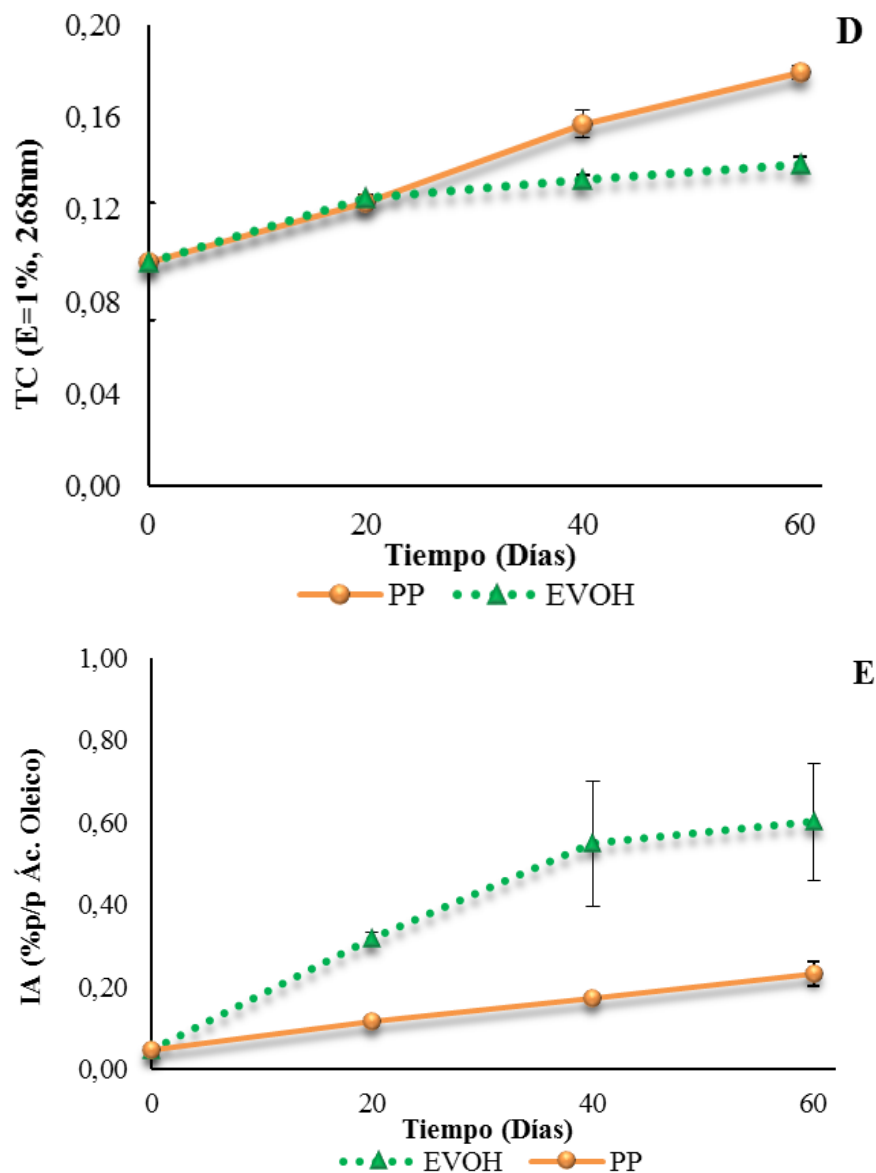 D
0,20
0,16
0,12
0,08
0,04
0,00
TC (E=1%, 268nm)
0 20 40 60
Tiempo (Días)
PP EVOH
E
1,00
0,80
0,60
0,40
0,20
0,00
IA (%p/p Ác. Oleico)
0 20 40 60
Tiempo (Días)
EVOH PP